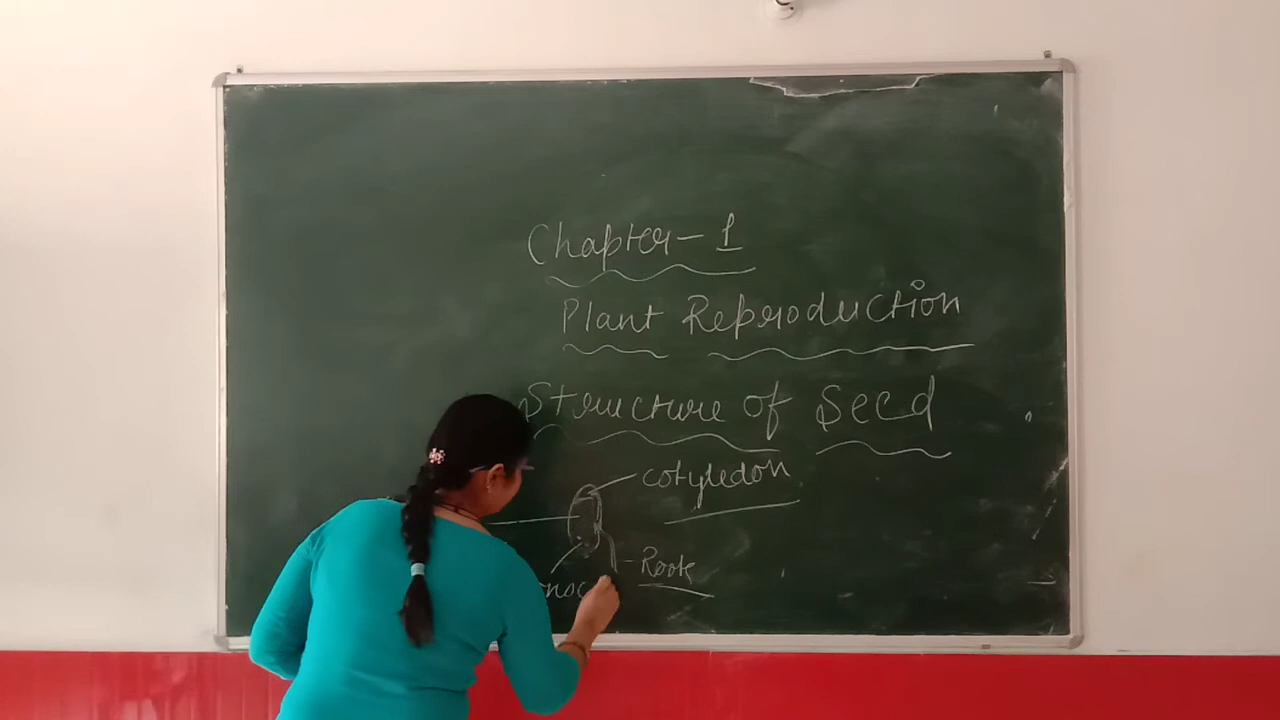 Chapter-1
Plant Reproduction
Structure of Seed
cotyledon
Root